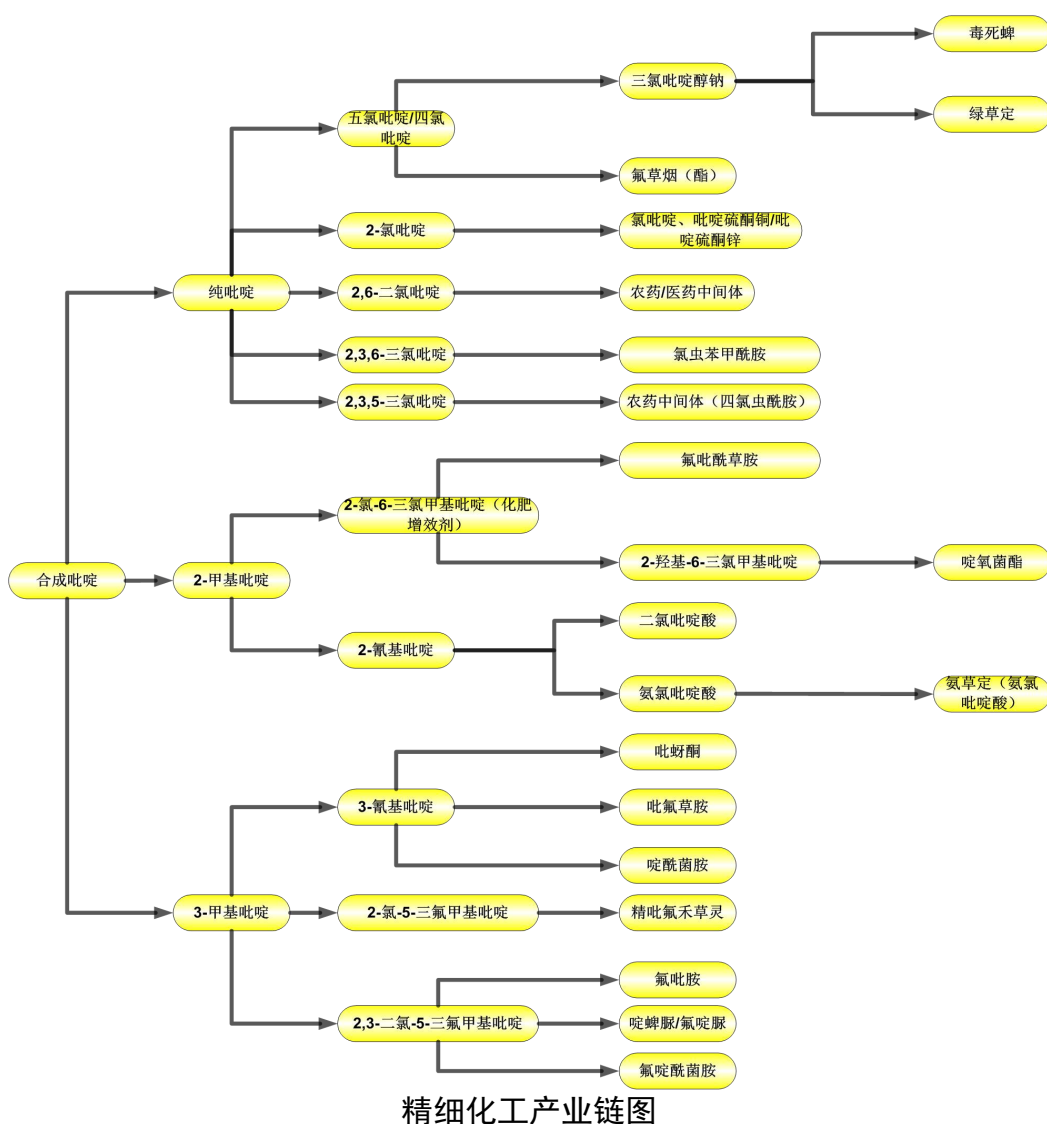 毒死蜱
三氯吡啶醇钠
绿草定
五氯吡啶/四氯
吡啶
氟草烟（酯）
2-氯吡啶
氯吡啶、吡啶硫酮铜/吡
啶硫酮锌
纯吡啶
2,6-二氯吡啶
农药/医药中间体
2,3,6-三氯吡啶
氯虫苯甲酰胺
2,3,5-三氯吡啶
农药中间体（四氯虫酰胺）
氟吡酰草胺
2-氯-6-三氯甲基吡啶（化肥
增效剂）
2-羟基-6-三氯甲基吡啶
啶氧菌酯
合成吡啶
2-甲基吡啶
二氯吡啶酸
2-氰基吡啶
氨氯吡啶酸
氨草定（氨氯
吡啶酸）
吡蚜酮
3-氰基吡啶
吡氟草胺
啶酰菌胺
3-甲基吡啶
2-氯-5-三氟甲基吡啶
精吡氟禾草灵
氟吡胺
2,3-二氯-5-三氟甲基吡啶
啶蜱脲/氟啶脲
氟啶酰菌胺
精细化工产业链图